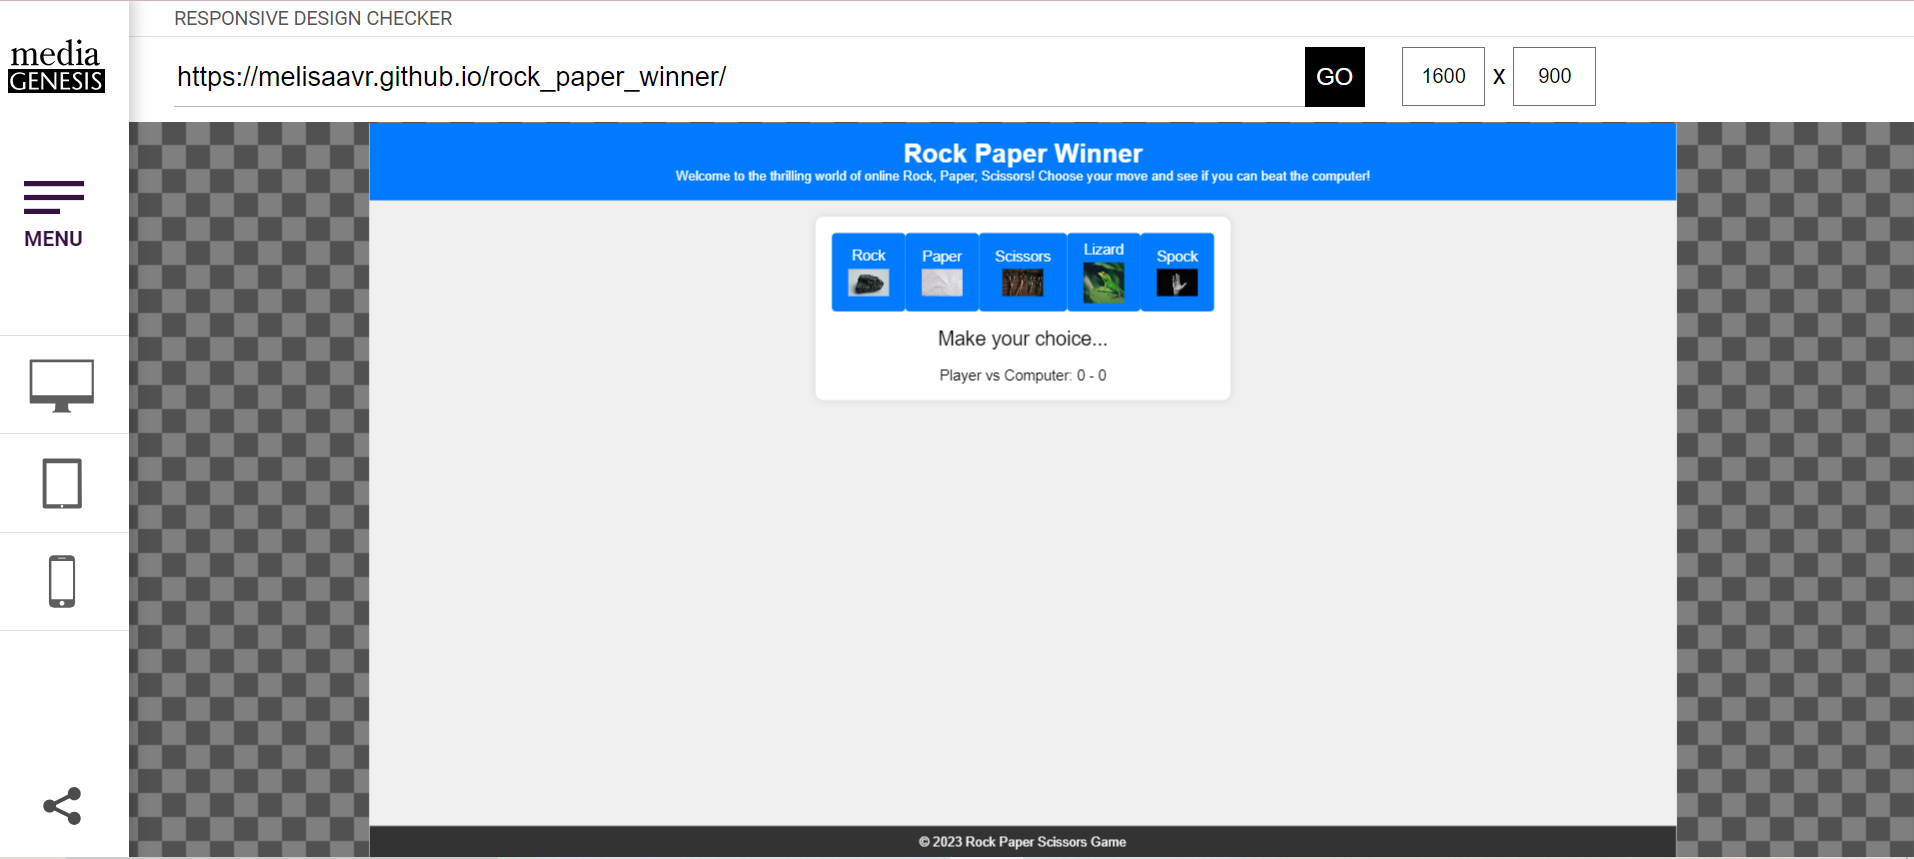 RESPONSIVE DESIGN CHECKER
media
GENESIS
https://melisaavr.github.io/rock_paper_winner/
GO
1600 X 900
MENU
Rock Paper Winner
Welcome to the thrilling world of online Rock, Paper, Scissors! Choose your move and see if you can beat the computer!
Rock Paper Scissors Lizard Spock
Make your choice...
Player vs Computer: 0 - 0
© 2023 Rock Paper Scissors Game